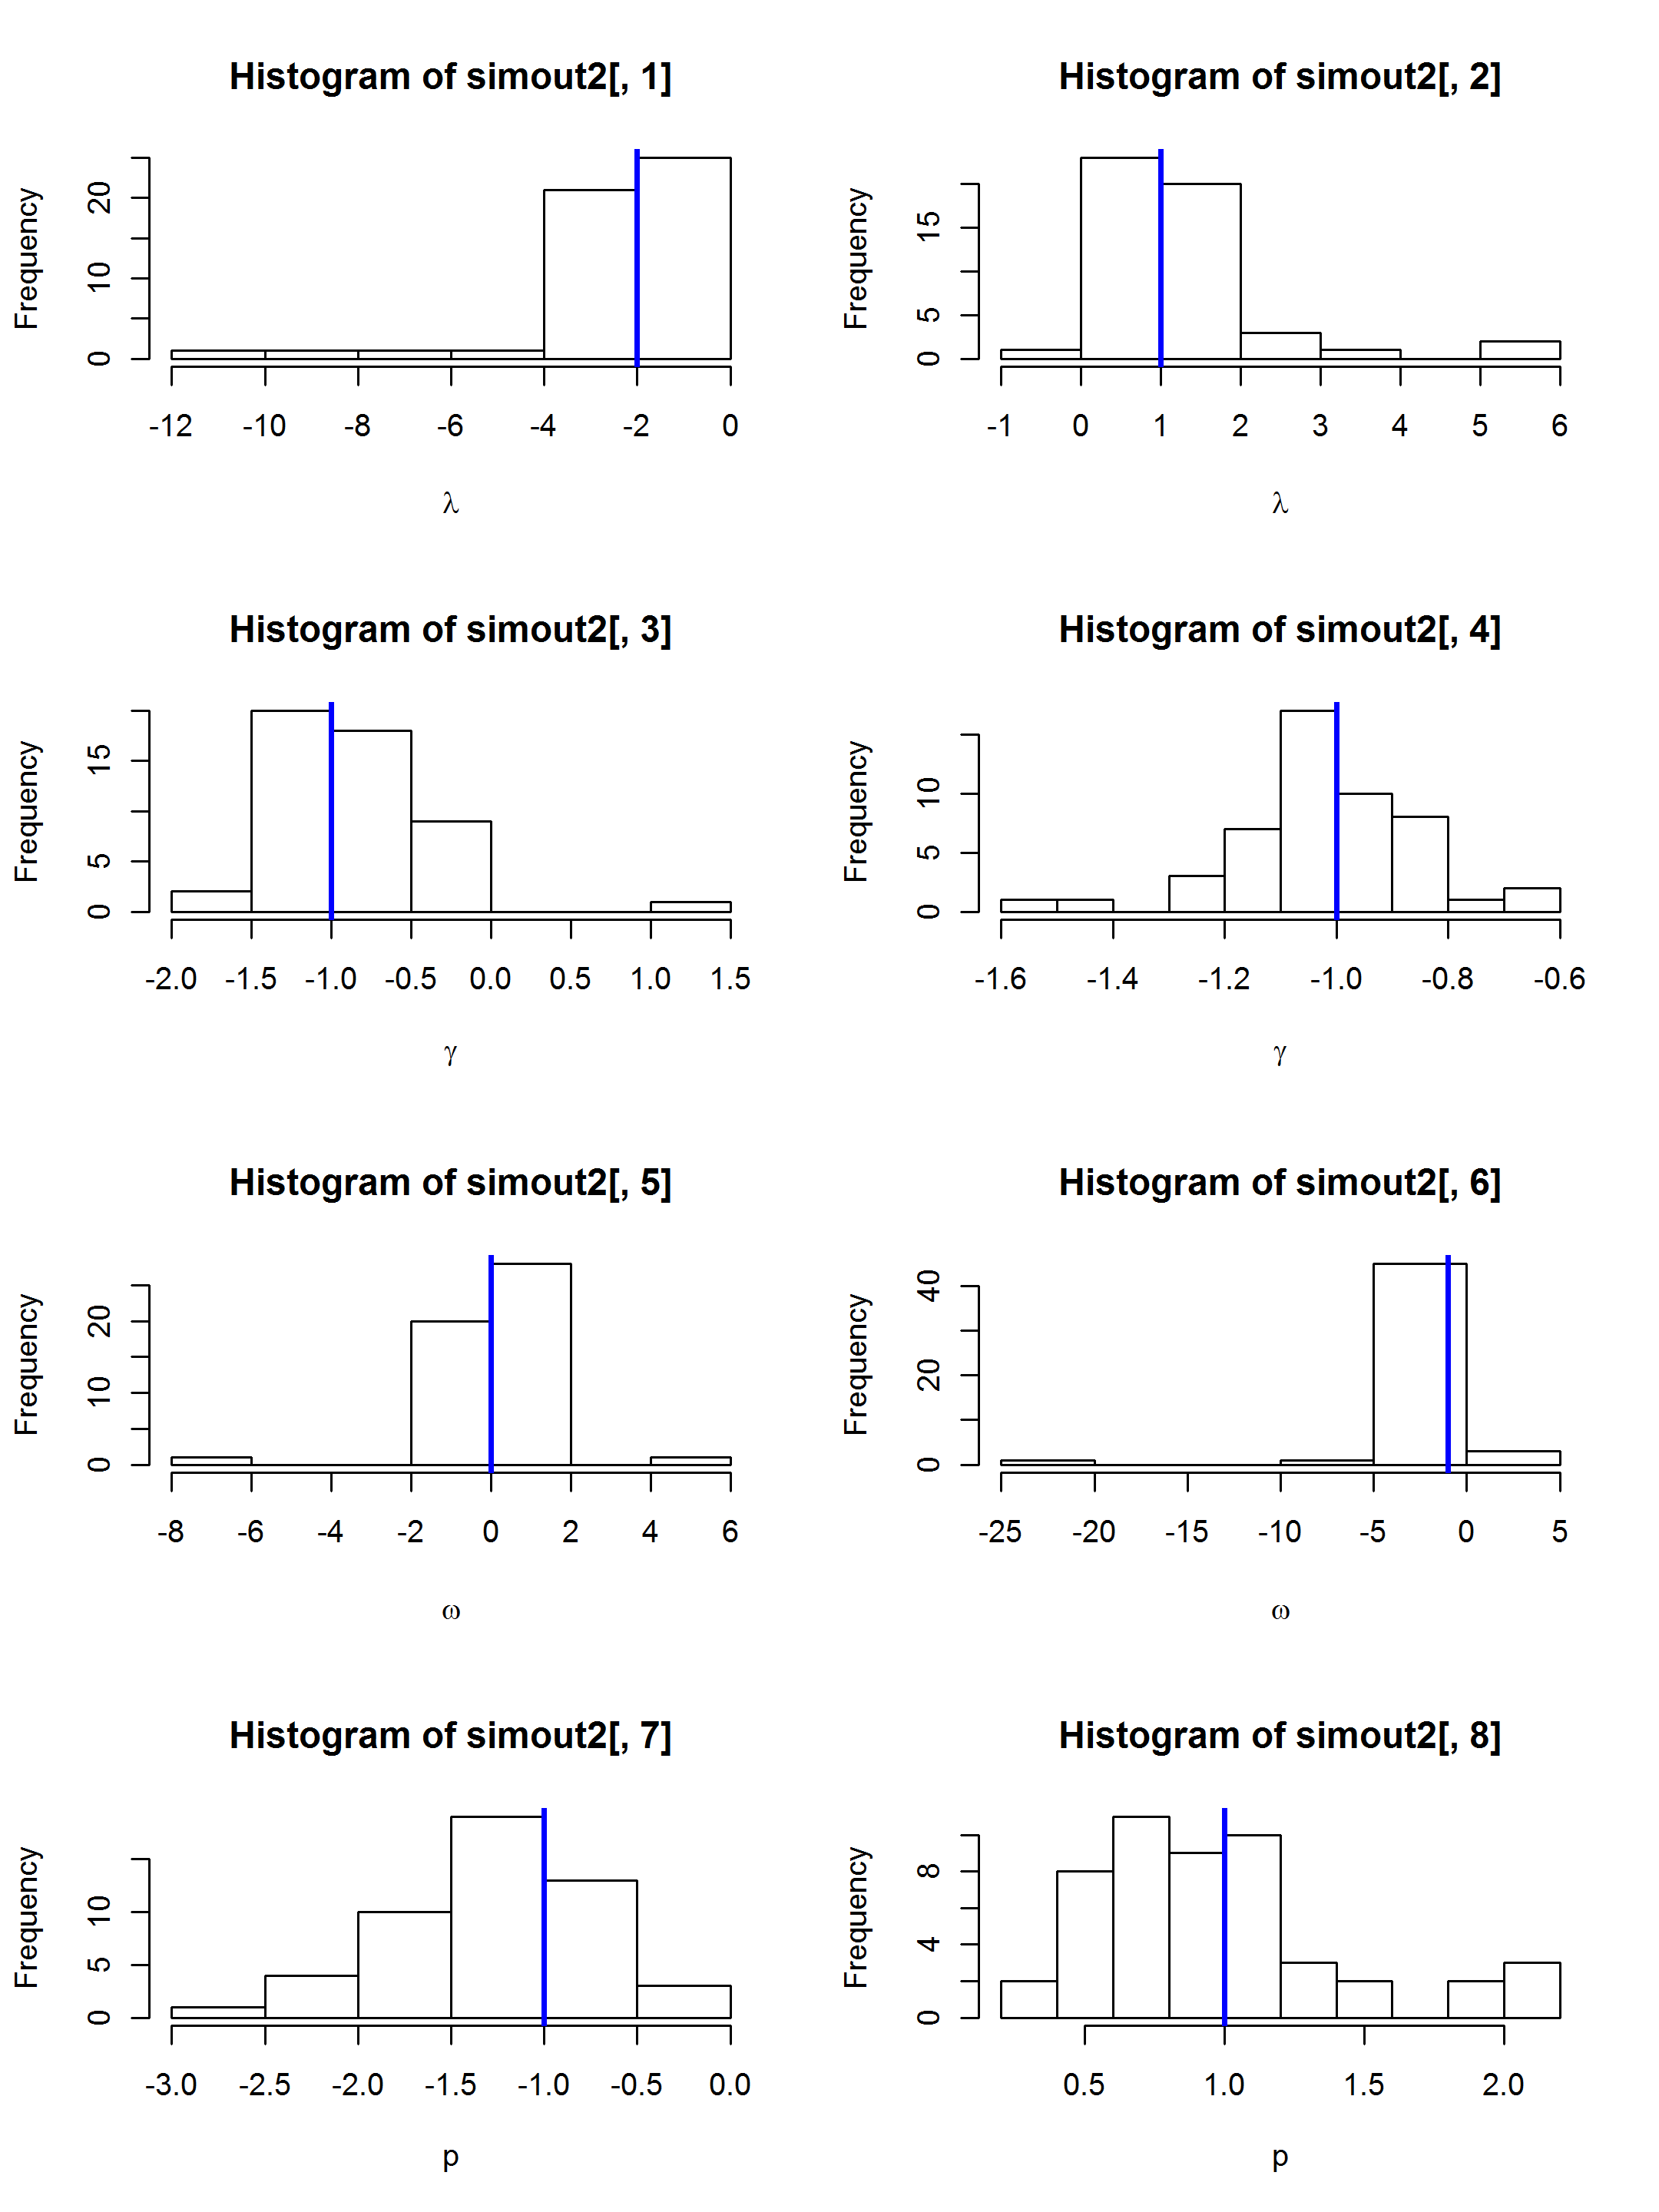 Histogram of simout2[, 1]
Frequency
0 10 20
-12 -10 -8 -6 -4 -2 0
λ
Histogram of simout2[, 2]
Frequency
0 5 15
-1 0 1 2 3 4 5 6
λ
Histogram of simout2[, 3]
Frequency
0 5 15
-2.0 -1.5 -1.0 -0.5 0.0 0.5 1.0 1.5
γ
Histogram of simout2[, 4]
Frequency
0 5 10
-1.6 -1.4 -1.2 -1.0 -0.8 -0.6
γ
Histogram of simout2[, 5]
Frequency
0 10 20
-8 -6 -4 -2 0 2 4 6
ω
Histogram of simout2[, 6]
Frequency
0 20 40
-25 -20 -15 -10 -5 0 5
ω
Histogram of simout2[, 7]
Frequency
0 5 10
-3.0 -2.5 -2.0 -1.5 -1.0 -0.5 0.0
p
Histogram of simout2[, 8]
Frequency
0 4 8
0.5 1.0 1.5 2.0
p